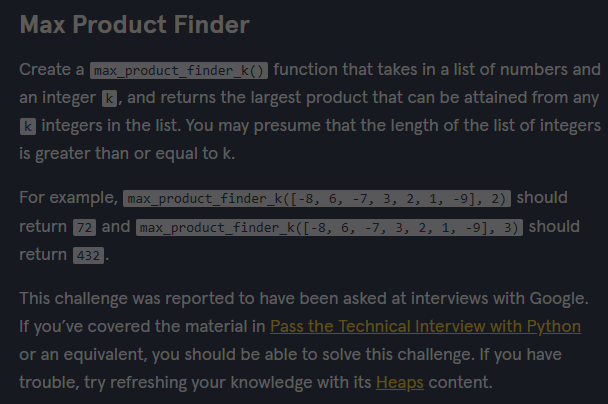 Max Product Finder
Create a max_product_finder_k() function that takes in a list of numbers and
an integer k, and returns the largest product that can be attained from any
k integers in the list. You may presume that the length of the list of integers
is greater than or equal to k.
For example, max_product_finder_k([-8, 6, -7, 3, 2, 1, -9], 2) should
return 72 and max_product_finder_k([-8, 6, -7, 3, 2, 1, -9], 3) should
return 432.
This challenge was reported to have been asked at interviews with Google.
If you’ve covered the material in Pass the Technical Interview with Python
or an equivalent, you should be able to solve this challenge. If you have
trouble, try refreshing your knowledge with its Heaps content.